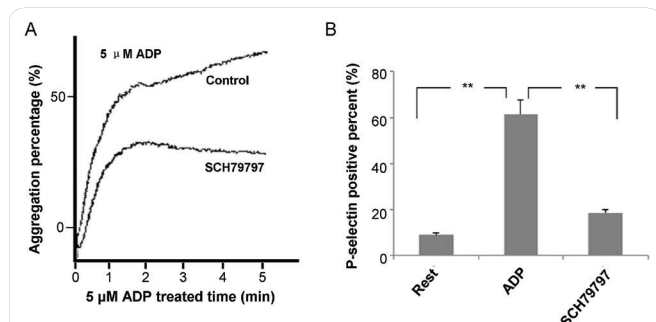 A
5 μM ADP
Control
SCH79797
Aggregation percentage (%)
50
0
0 1 2 3 4 5
5 μM ADP treated time (min)
B
P-selectin positive percent (%)
80
60
40
20
0
** **
Rest ADP SCH79797